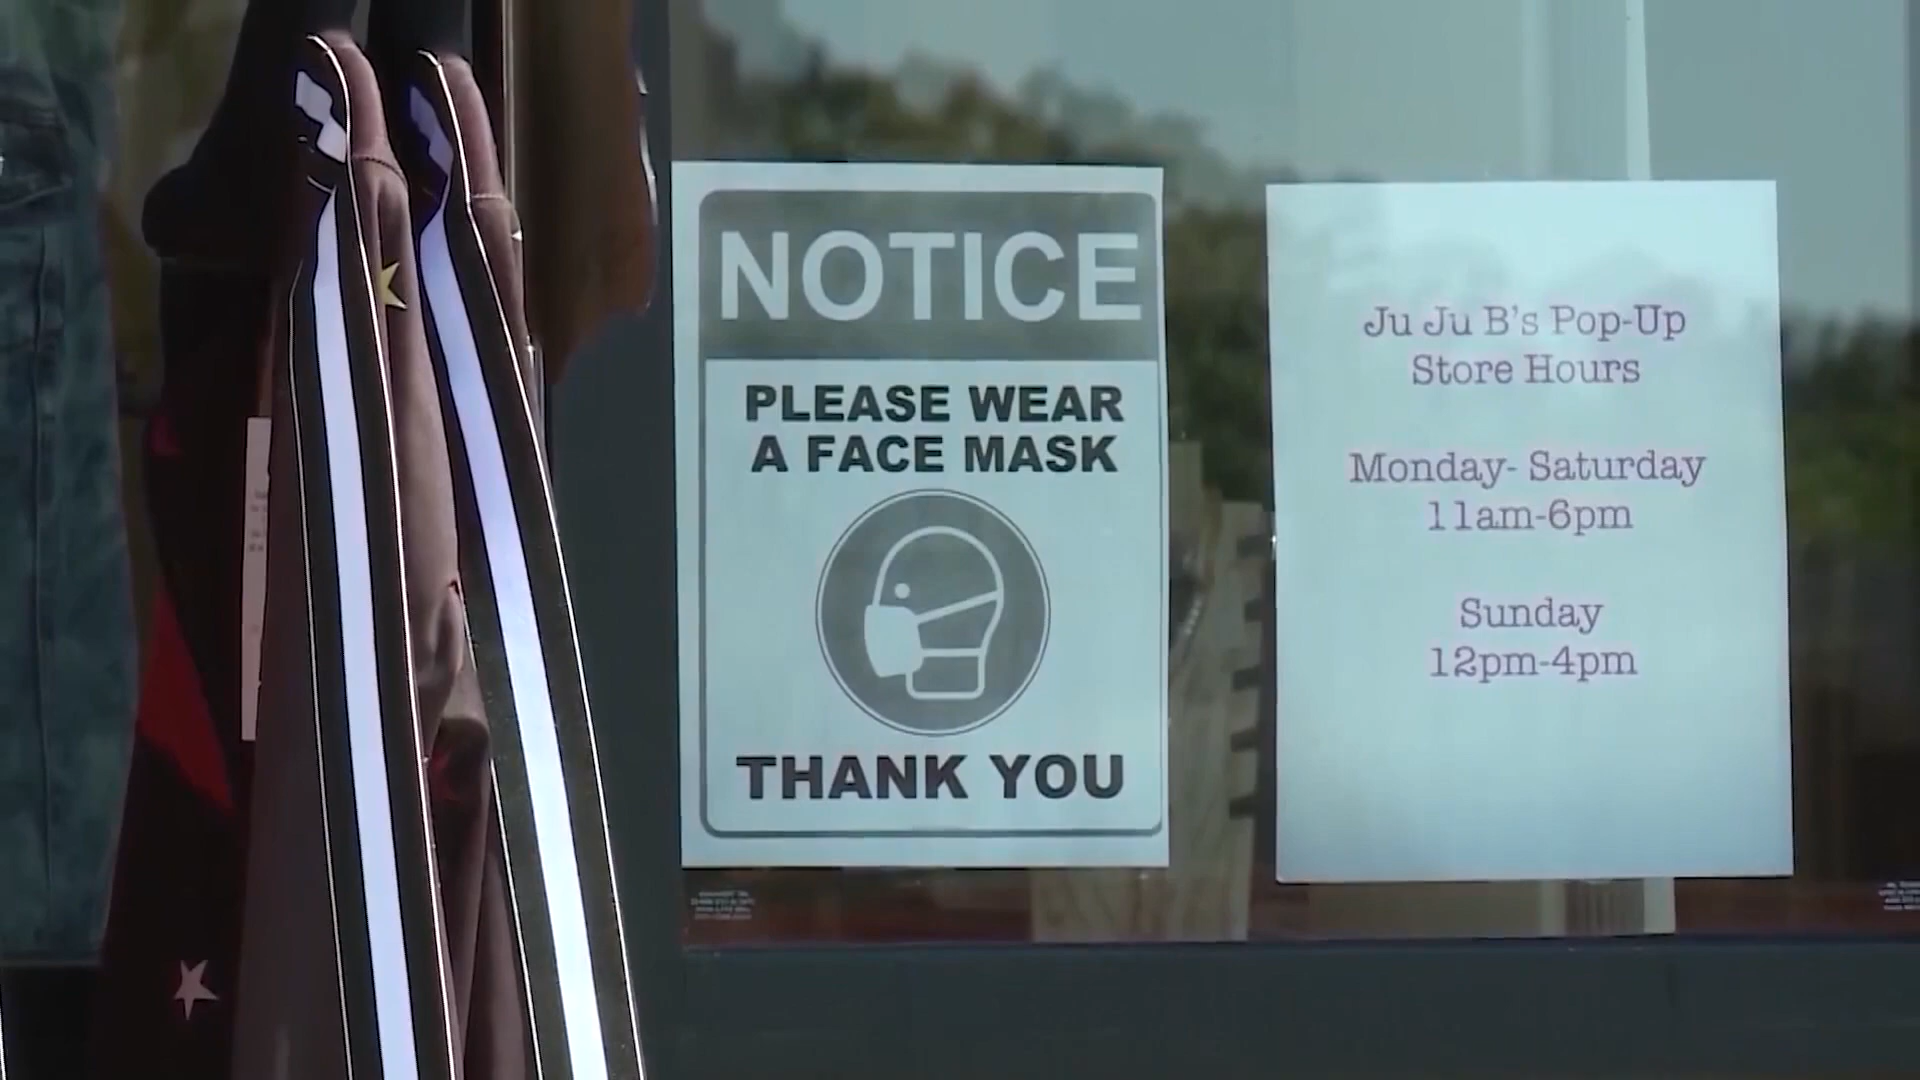 NOTICE
PLEASE WEAR
A FACE MASK
THANK YOU
Ju Ju B's Pop-Up
Store Hours
Monday- Saturday
11am-6pm
Sunday
12pm-4pm